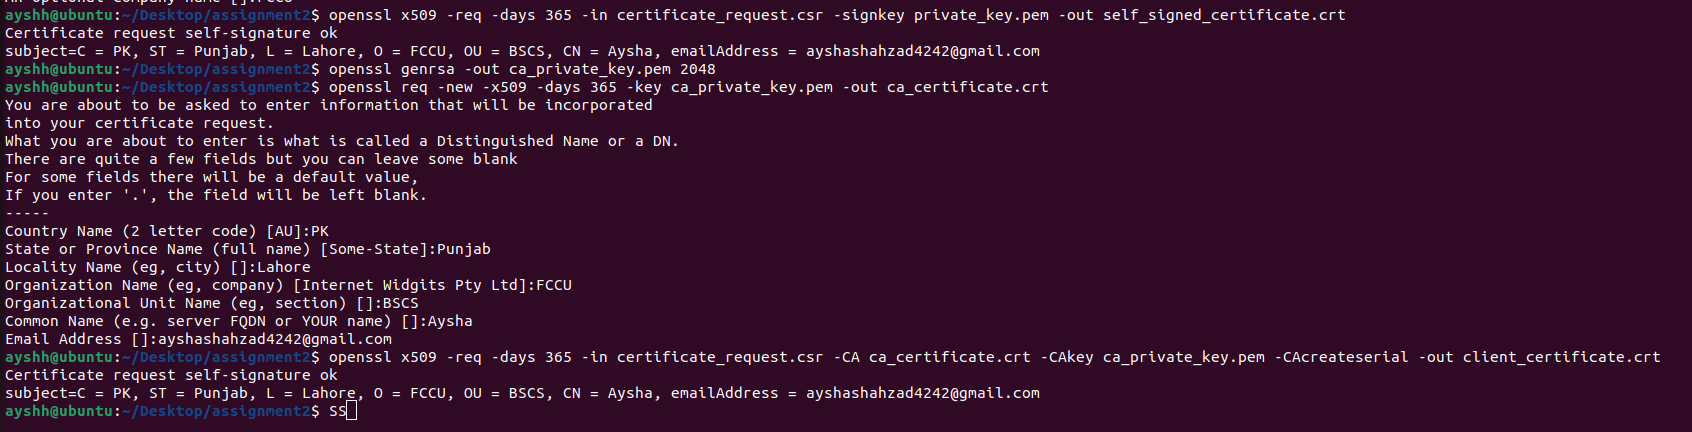 An optional company name []:FCCU
ayshh@ubuntu:~/Desktop/assignment2$ openssl x509 -req -days 365 -in certificate_request.csr -signkey private_key.pem -out self_signed_certificate.crt
Certificate request self-signature ok
subject=C = PK, ST = Punjab, L = Lahore, O = FCCU, OU = BSCS, CN = Aysha, emailAddress = ayshashahzad4242@gmail.com
ayshh@ubuntu:~/Desktop/assignment2$ openssl genrsa -out ca_private_key.pem 2048
ayshh@ubuntu:~/Desktop/assignment2$ openssl req -new -x509 -days 365 -key ca_private_key.pem -out ca_certificate.crt
You are about to be asked to enter information that will be incorporated
into your certificate request.
What you are about to enter is what is called a Distinguished Name or a DN.
There are quite a few fields but you can leave some blank
For some fields there will be a default value,
If you enter '.', the field will be left blank.
-----
Country Name (2 letter code) [AU]:PK
State or Province Name (full name) [Some-State]:Punjab
Locality Name (eg, city) []:Lahore
Organization Name (eg, company) [Internet Widgits Pty Ltd]:FCCU
Organizational Unit Name (eg, section) []:BSCS
Common Name (e.g. server FQDN or YOUR name) []:Aysha
Email Address []:ayshashahzad4242@gmail.com
ayshh@ubuntu:~/Desktop/assignment2$ openssl x509 -req -days 365 -in certificate_request.csr -CA ca_certificate.crt -CAkey ca_private_key.pem -CAcreateserial -out client_certificate.crt
Certificate request self-signature ok
subject=C = PK, ST = Punjab, L = Lahore, O = FCCU, OU = BSCS, CN = Aysha, emailAddress = ayshashahzad4242@gmail.com
ayshh@ubuntu:~/Desktop/assignment2$ SS